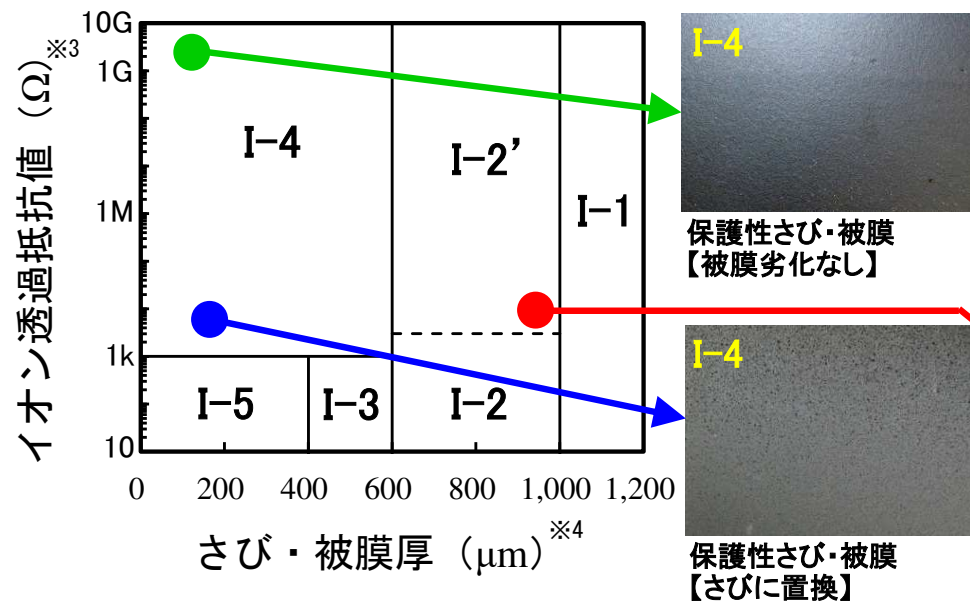 イオン透過抵抗値 (Ω)※3
10G
1G
1M
1k
10
I-4
I-2’
I-1
I-5
I-3
I-2
0
200
400
600
800
1,000
1,200
さび・被膜厚 (μm)※4
I-4
保護性さび・被膜
【被膜劣化なし】
I-4
保護性さび・被膜
【さびに置換】